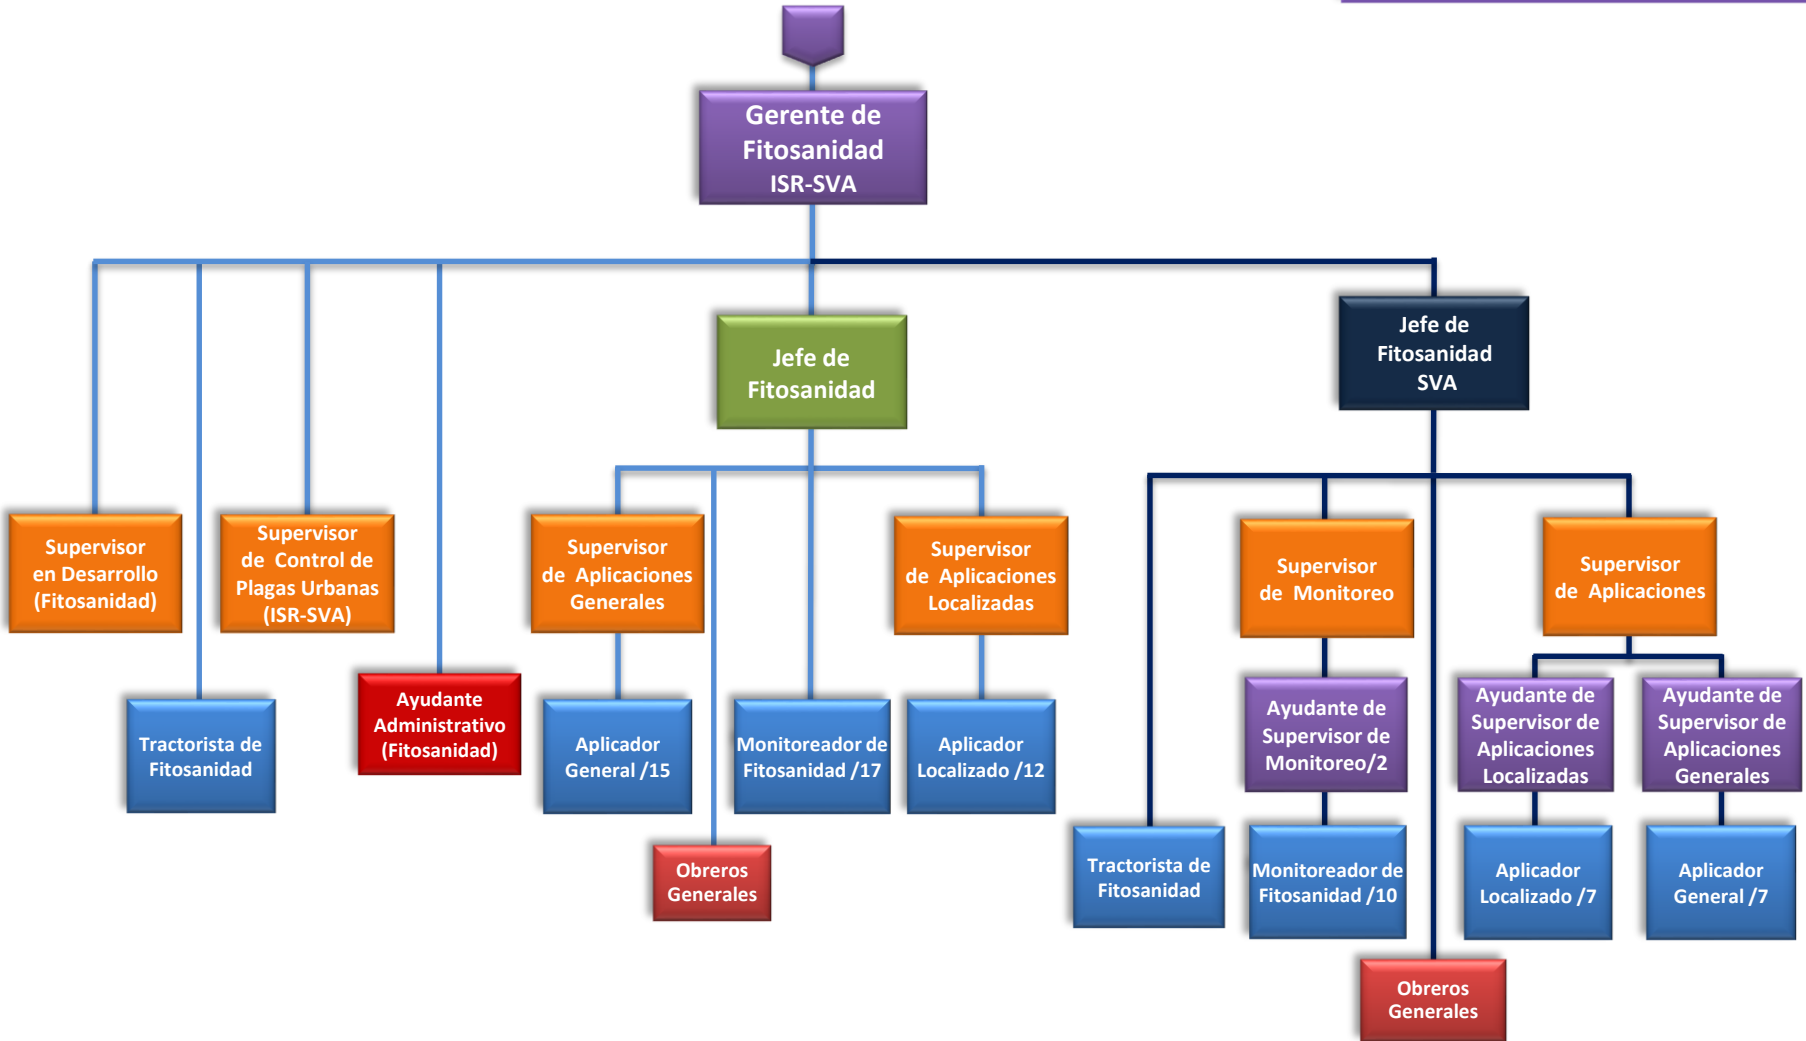 Gerente de
Fitosanidad
ISR-SVA
Jefe de
Fitosanidad
Jefe de
Fitosanidad
SVA
Supervisor
en Desarrollo
(Fitosanidad)
Supervisor
de Control de
Plagas Urbanas
(ISR-SVA)
Supervisor
de Aplicaciones
Generales
Supervisor
de Aplicaciones
Localizadas
Supervisor
de Monitoreo
Supervisor
de Aplicaciones
Tractorista de
Fitosanidad
Ayudante
Administrativo
(Fitosanidad)
Aplicador
General /15
Monitoreador de
Fitosanidad /17
Aplicador
Localizado /12
Ayudante de
Supervisor de
Monitoreo/2
Ayudante de
Supervisor de
Aplicaciones
Localizadas
Ayudante de
Supervisor de
Aplicaciones
Generales
Obreros
Generales
Tractorista de
Fitosanidad
Monitoreador de
Fitosanidad /10
Aplicador
Localizado /7
Aplicador
General /7
Obreros
Generales